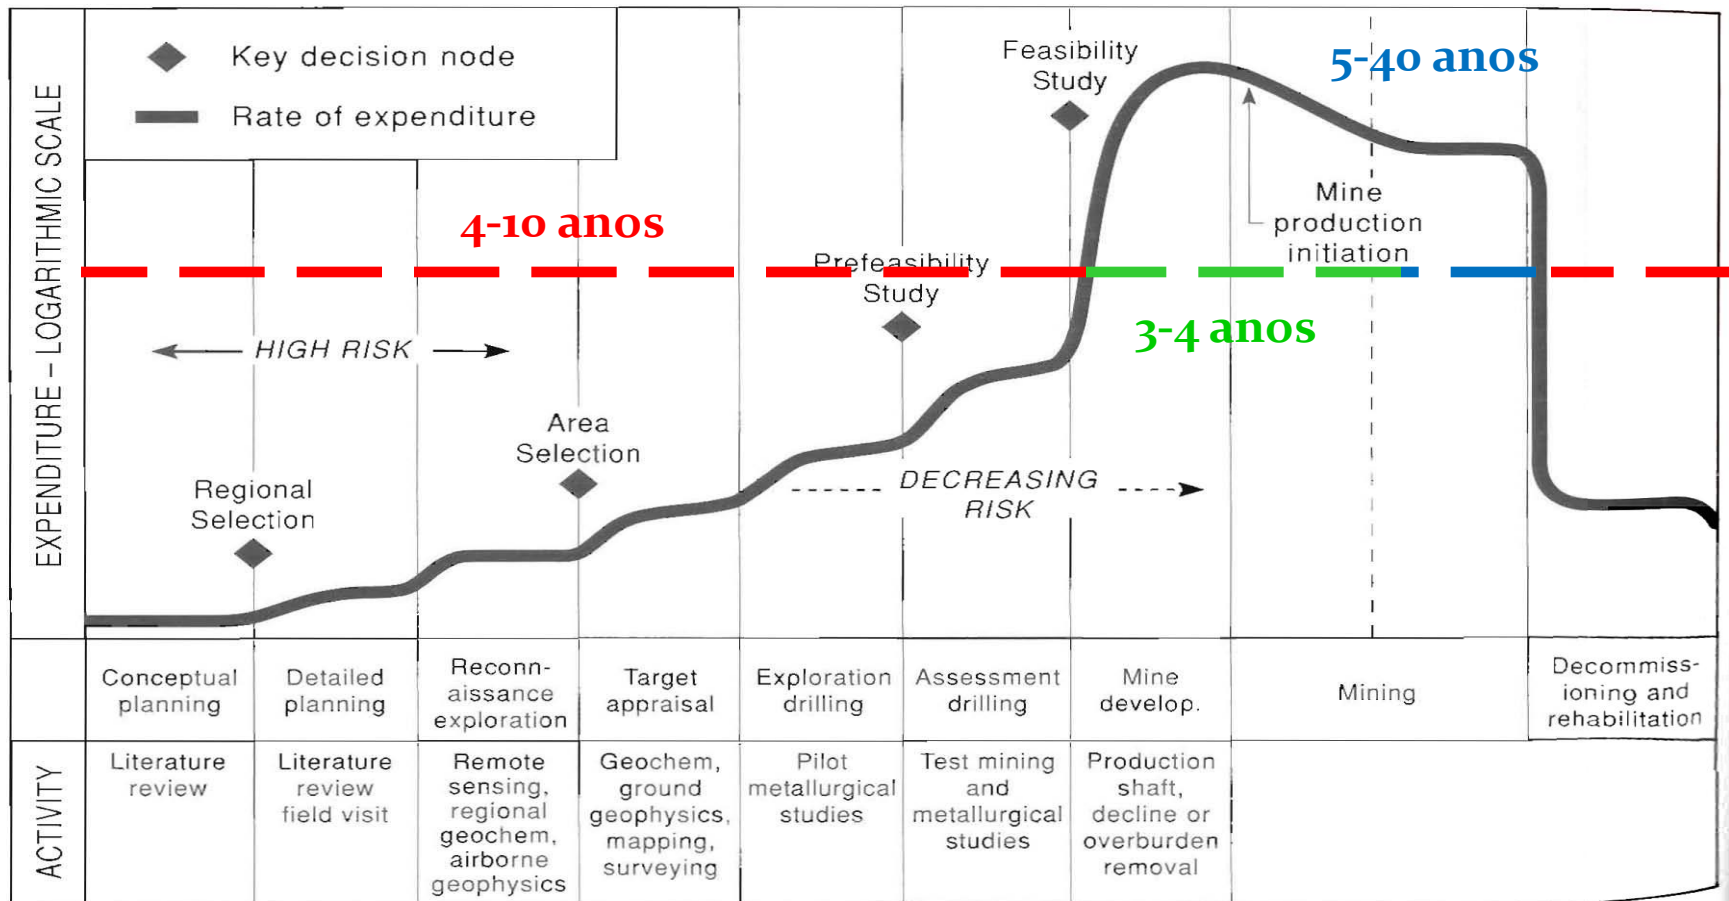 Key decision node
Rate of expenditure
EXPENDITURE – LOGARITHMIC SCALE
Feasibility
Study
5-40 anos
4-10 anos
Mine
production
initiation
Prefeasibility
Study
3-4 anos
HIGH RISK
Area
Selection
Regional
Selection
DECREASING
RISK
Conceptual
planning
Detailed
planning
Reconn-
aissance
exploration
Target
appraisal
Exploration
drilling
Assessment
drilling
Mine
develop.
Mining
Decommiss-
ioning and
rehabilitation
ACTIVITY
Literature
review
Literature
review
field visit
Remote
sensing,
regional
geochem,
airborne
geophysics
Geochem,
ground
geophysics,
mapping,
surveying
Pilot
metallurgical
studies
Test mining
and
metallurgical
studies
Production
shaft,
decline or
overburden
removal